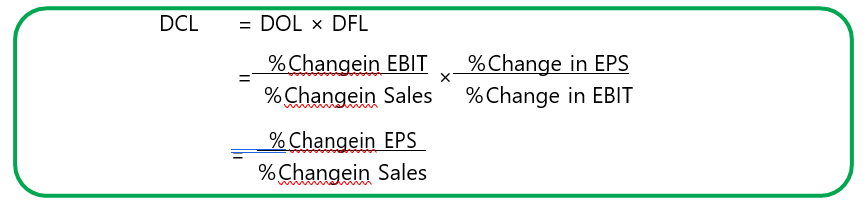 DCL = DOL × DFL
= %Changein EBIT / %Changein Sales × %Change in EPS / %Change in EBIT
= %Changein EPS / %Changein Sales